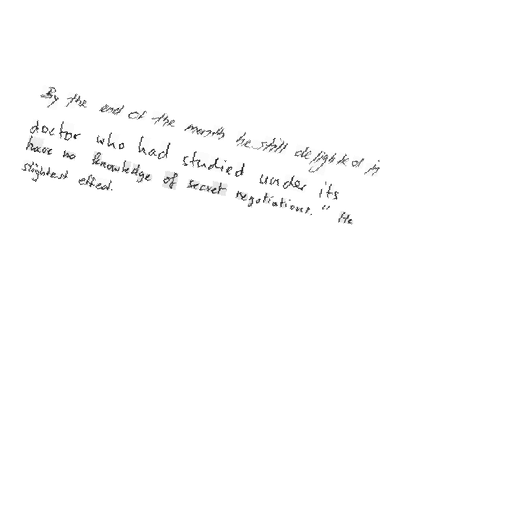 By the end of the month he still delighted in
doctor who had studied under its
have no knowledge of secret negotiations." He
slightest effect.